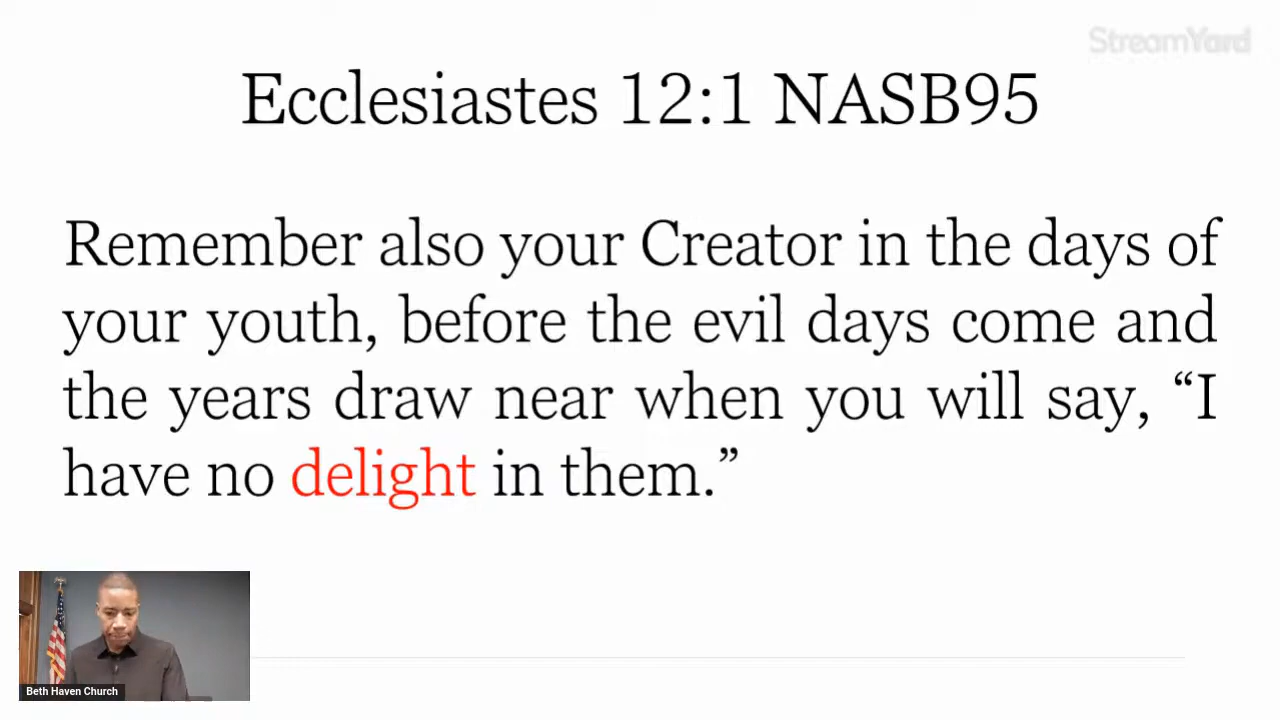 StreamYard
Ecclesiastes 12:1 NASB95
Remember also your Creator in the days of
your youth, before the evil days come and
the years draw near when you will say, “I
have no delight in them.”
Beth Haven Church